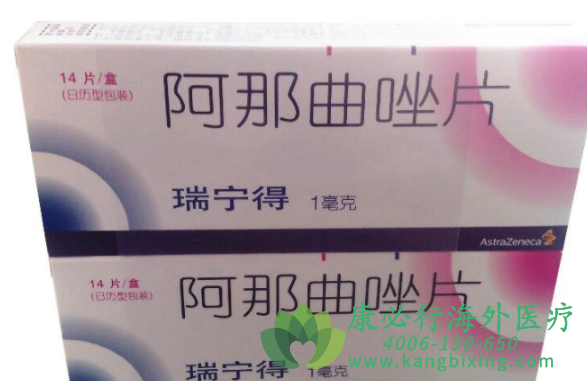 14 片/盒
(日历型包装)
阿那曲唑片
瑞宁得 1毫克
AstraZeneca
14 片/盒
(日历型包装)
阿那曲唑片
康必行海外医疗
4006-130-650
瑞宁得 1毫克
www.kangbixing.com